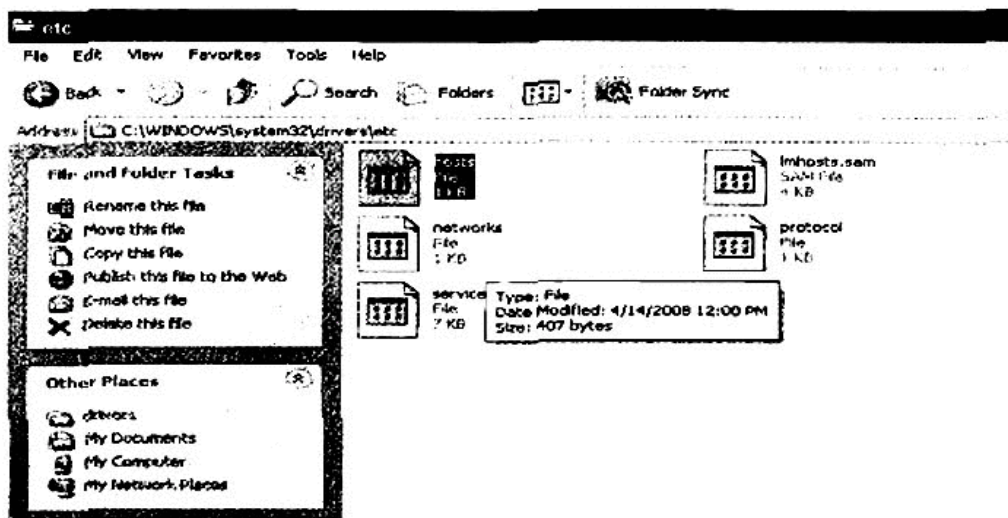 etc
File Edit View Favorites Tools Help
Back Search Folders Folder Sync
Address C:\WINDOWS\system32\drivers\etc
File and Folder Tasks
Rename this file
Move this file
Copy this file
Publish this file to the Web
E-mail this file
Delete this file
Other Places
drivers
My Documents
My Computer
My Network Places
hosts
File
1 KB
lmhosts.sam
SAM File
4 KB
networks
File
1 KB
protocol
File
1 KB
service
File
7 KB
Type: File
Date Modified: 4/14/2008 12:00 PM
Size: 407 bytes